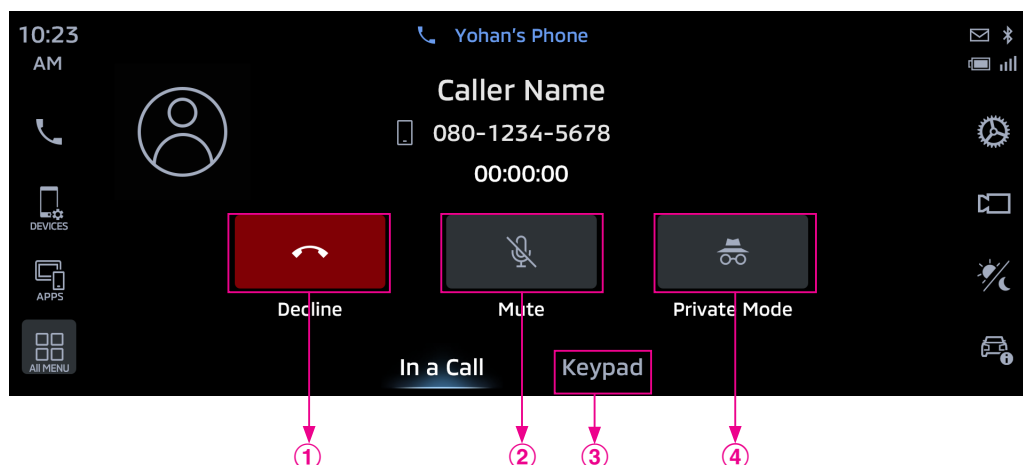 10:23
AM
Yohan's Phone
Caller Name
080-1234-5678
00:00:00
DEVICES
APPS
All MENU
Decline
Mute
Private Mode
In a Call
Keypad
①
②
③
④